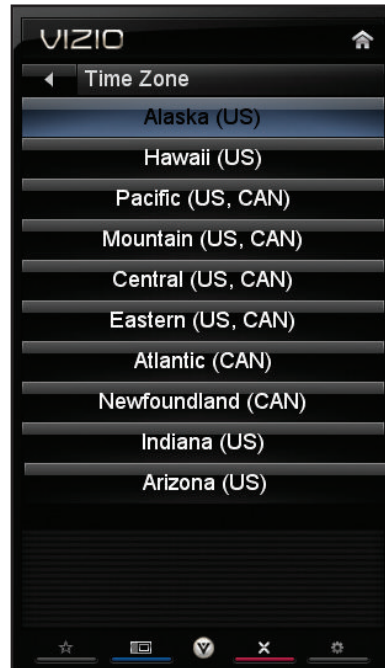 VIZIO
Time Zone
Alaska (US)
Hawaii (US)
Pacific (US, CAN)
Mountain (US, CAN)
Central (US, CAN)
Eastern (US, CAN)
Atlantic (CAN)
Newfoundland (CAN)
Indiana (US)
Arizona (US)
V